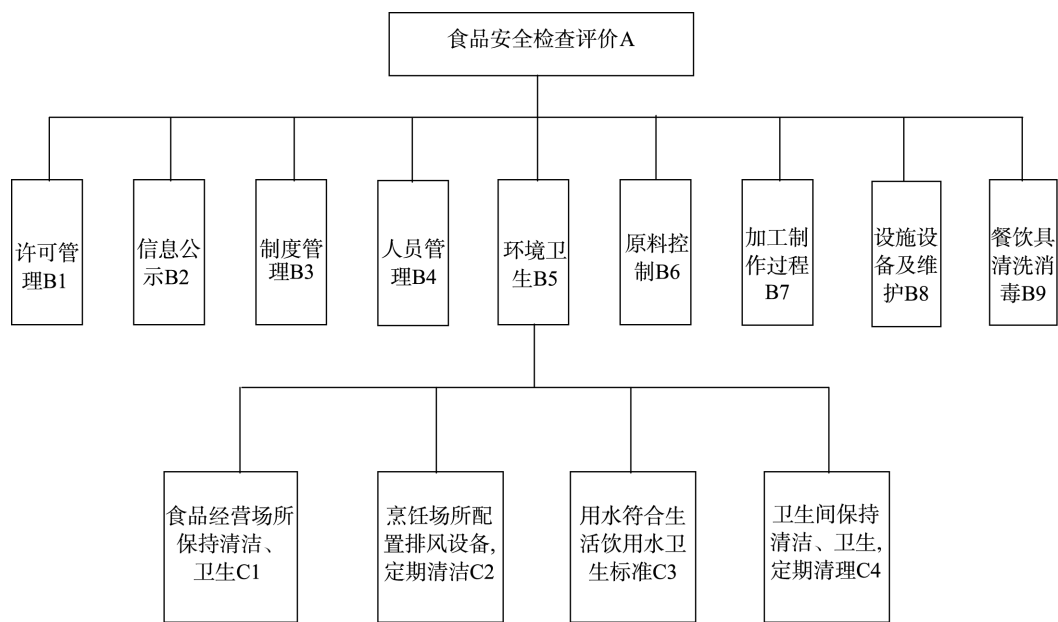 食品安全检查评价A
许可管
理B1
信息公
示B2
制度管
理B3
人员管
理B4
环境卫
生B5
原料控
制B6
加工制
作过程
B7
设施设
备及维
护B8
餐饮具
清洗消
毒B9
食品经营场所
保持清洁、
卫生C1
烹饪场所配
置排风设备,
定期清洁C2
用水符合生
活饮用水卫
生标准C3
卫生间保持
清洁、卫生,
定期清理C4